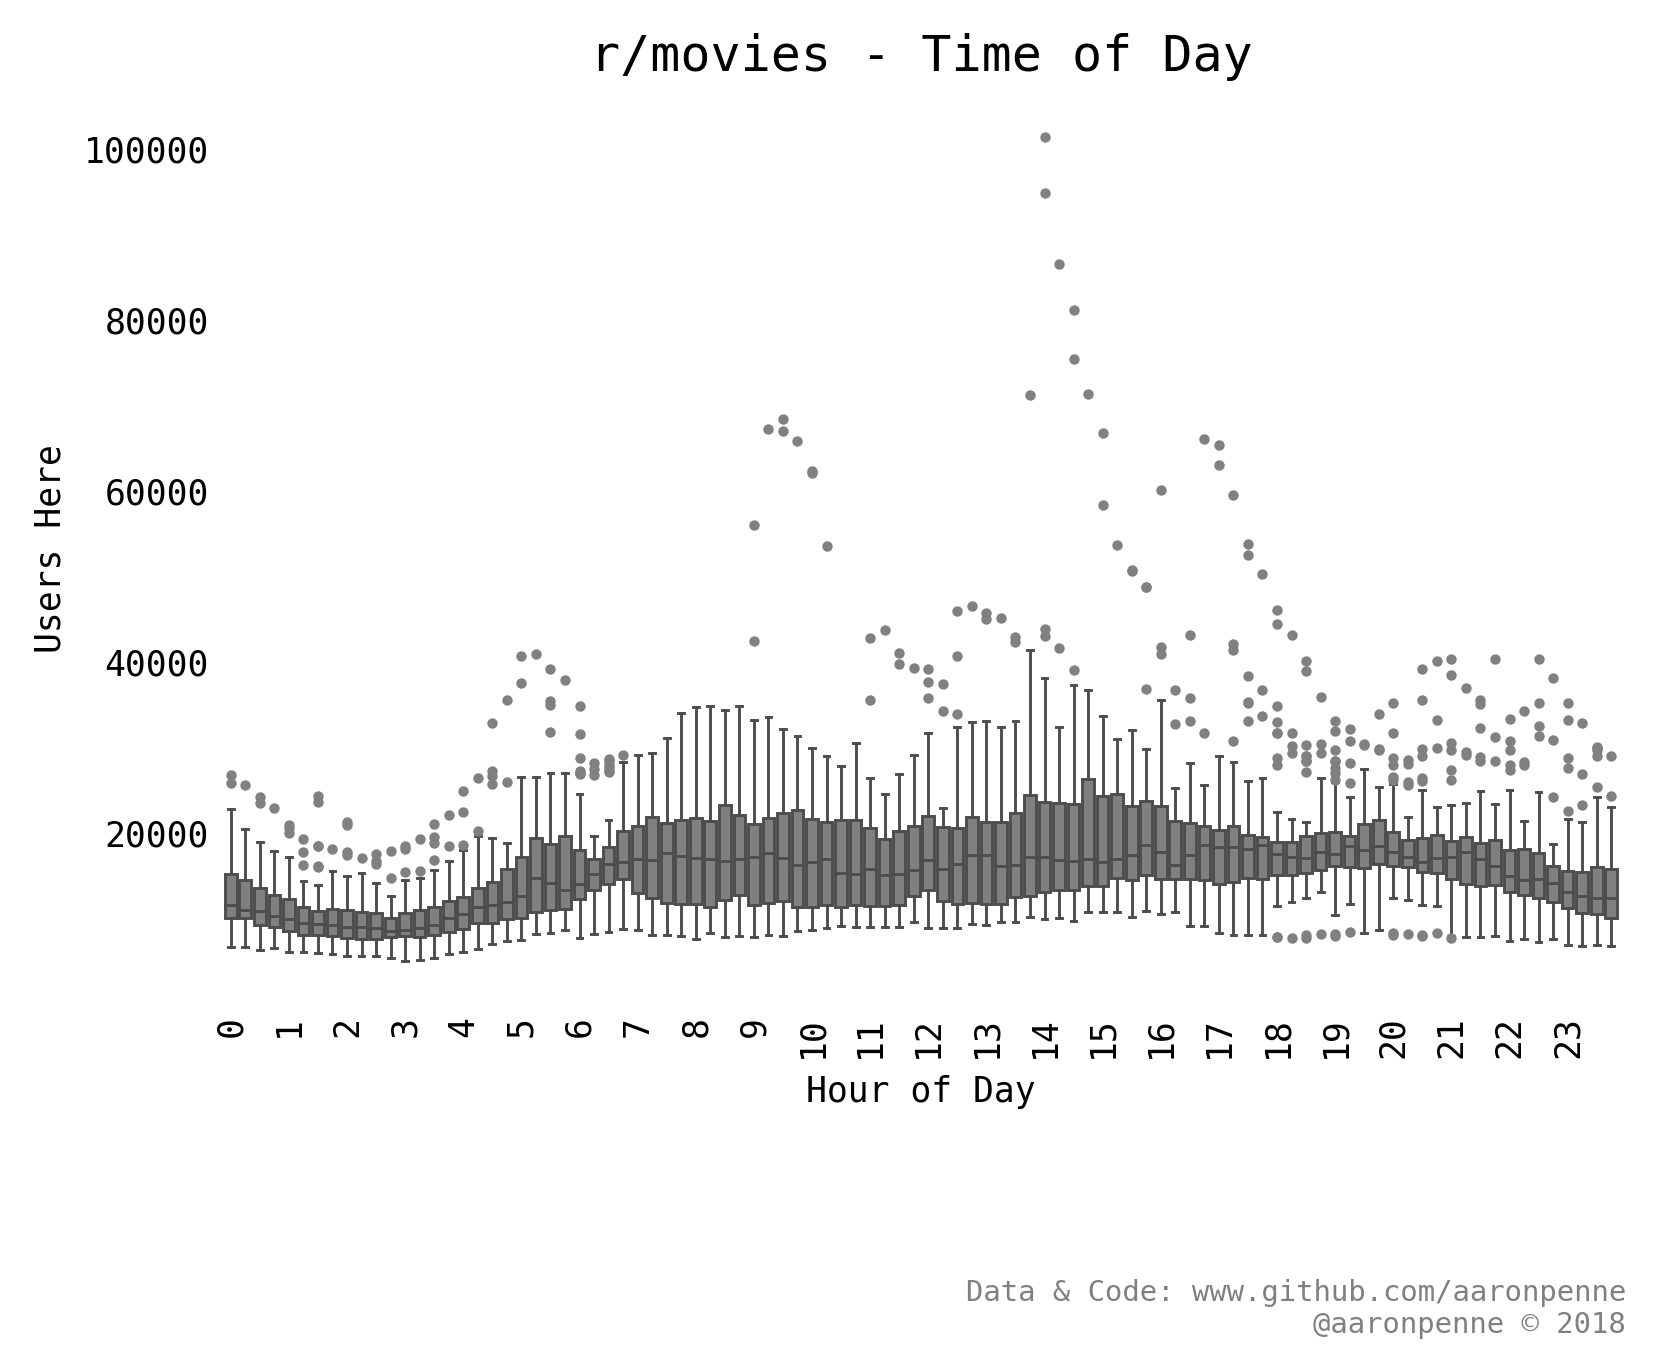 r/movies - Time of Day
100000
80000
60000
40000
20000
Users Here
0 1 2 3 4 5 6 7 8 9 10 11 12 13 14 15 16 17 18 19 20 21 22 23
Hour of Day
Data & Code: www.github.com/aaronpenne
@aaronpenne © 2018